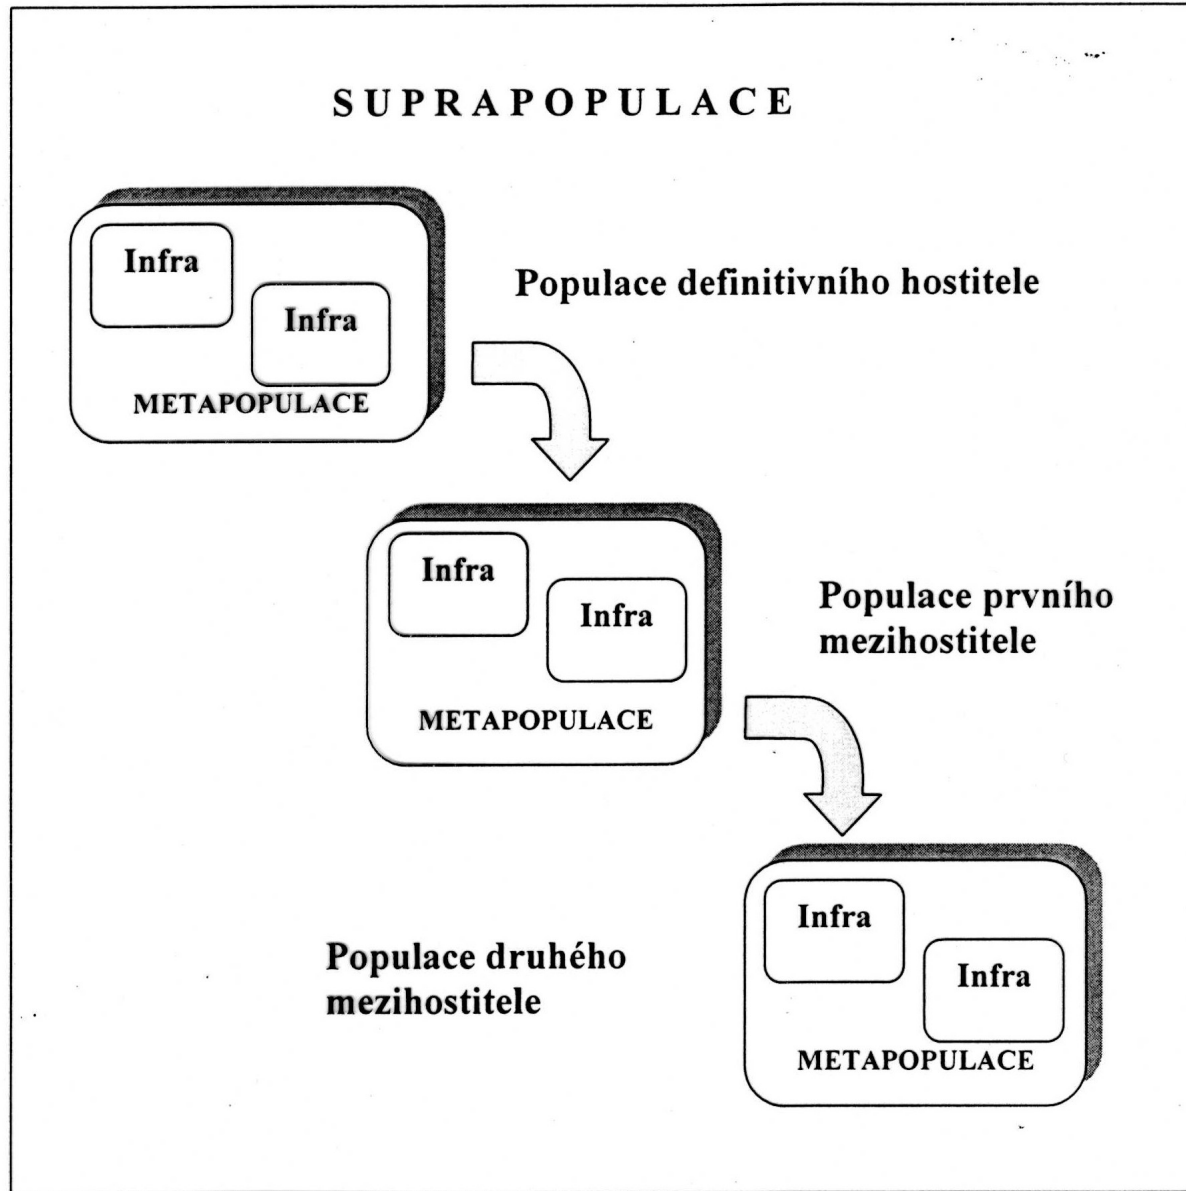 SUPRAPOPULACE
Infra
Infra
METAPOPULACE
Populace definitivního hostitele
Infra
Infra
METAPOPULACE
Populace prvního
mezihostitele
Infra
Infra
METAPOPULACE
Populace druhého
mezihostitele